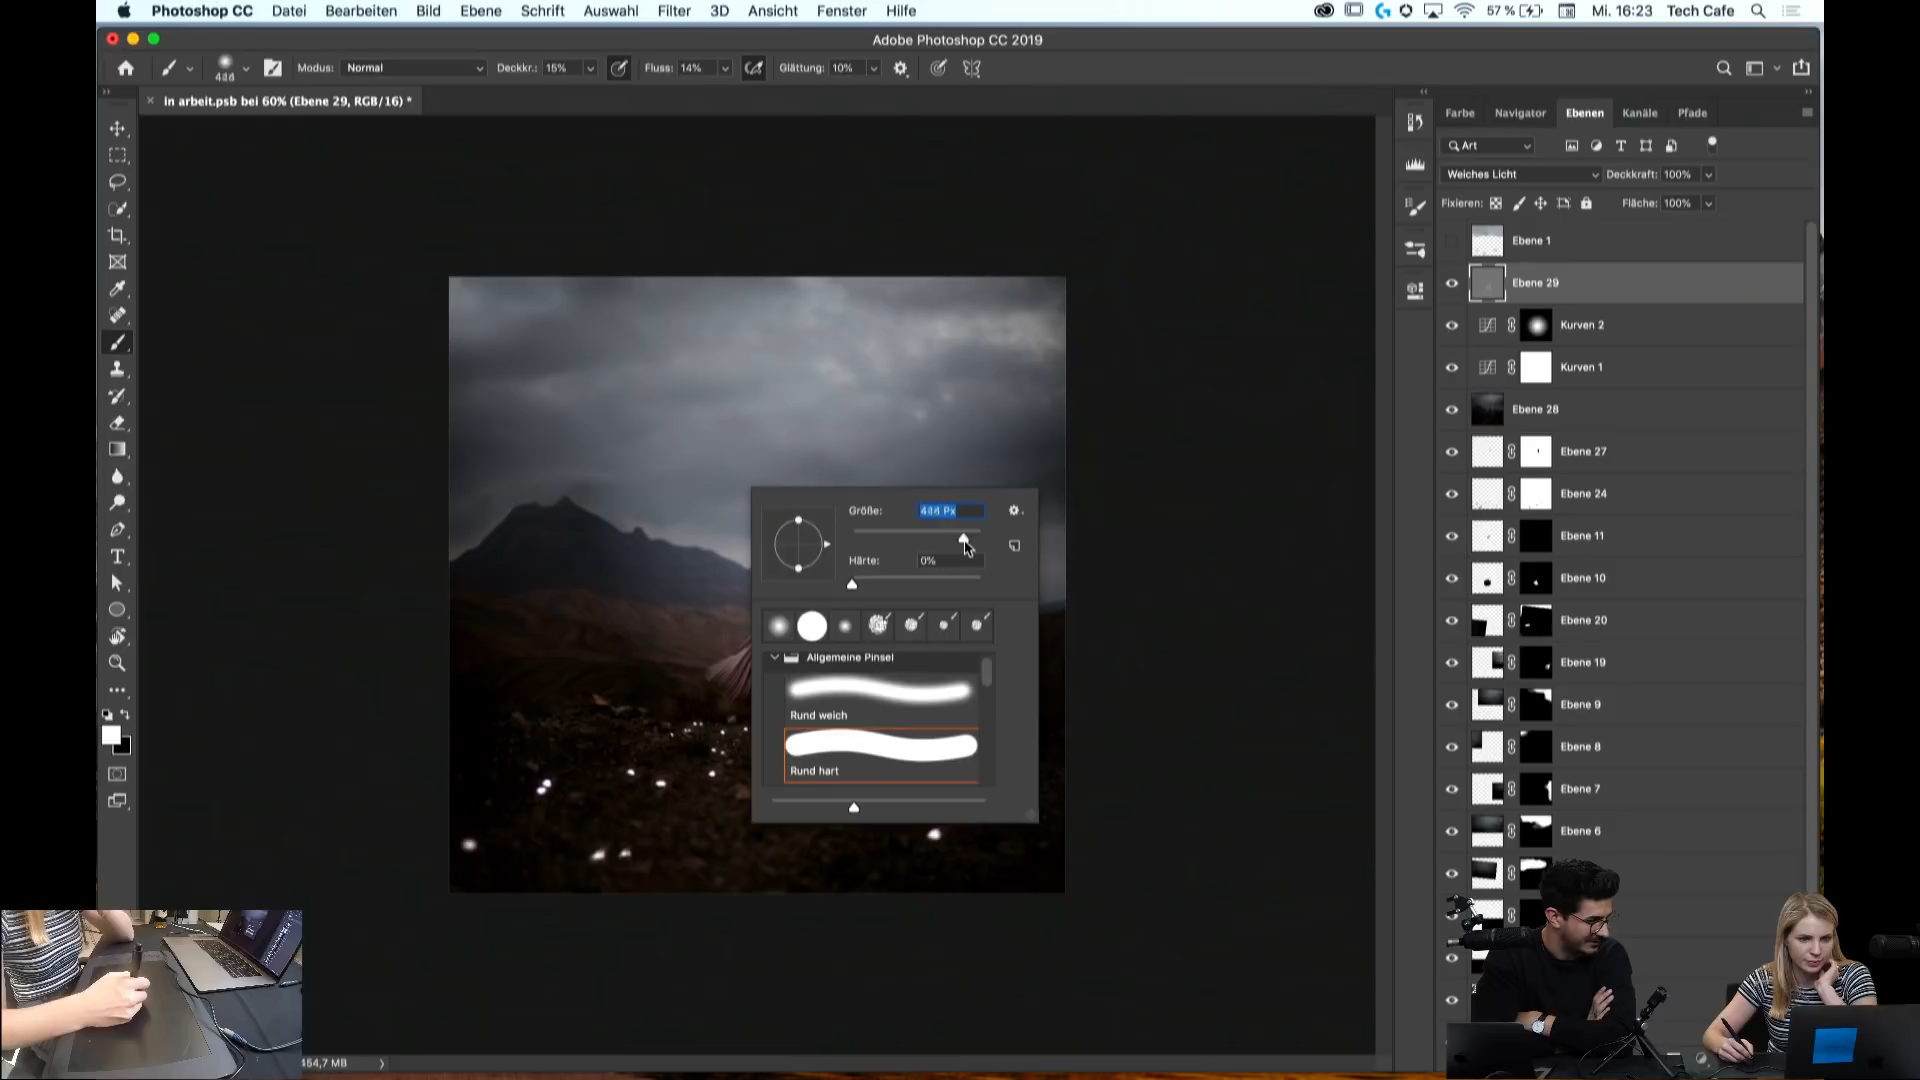 Photoshop CC Datei Bearbeiten Bild Ebene Schrift Auswahl Filter 3D Ansicht Fenster Hilfe 57 % Mi. 16:23 Tech Cafe
Adobe Photoshop CC 2019
Modus: Normal Deckkr.: 15% Fluss: 14% Glättung: 10%
in arbeit.psb bei 60% (Ebene 29, RGB/16) *
Farbe Navigator Ebenen Kanäle Pfade
Art
Weiches Licht Deckkraft: 100%
Fixieren: Fläche: 100%
Ebene 1
Ebene 29
Kurven 2
Kurven 1
Ebene 28
Ebene 27
Ebene 24
Ebene 11
Ebene 10
Ebene 20
Ebene 19
Ebene 9
Ebene 8
Ebene 7
Ebene 6
Größe: Px
Härte: 0%
Allgemeine Pinsel
Rund weich
Rund hart
454,7 MB